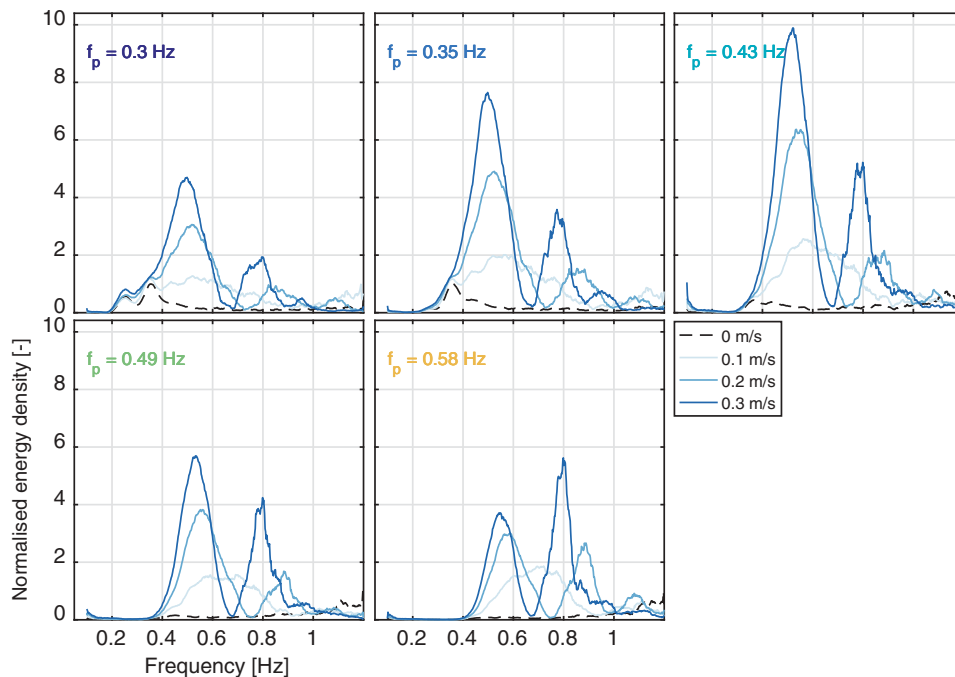 10
8
6
4
2
0
f_p = 0.3 Hz
f_p = 0.35 Hz
f_p = 0.43 Hz
10
8
6
4
2
0
f_p = 0.49 Hz
f_p = 0.58 Hz
0 m/s
0.1 m/s
0.2 m/s
0.3 m/s
Normalised energy density [-]
0.2 0.4 0.6 0.8 1
0.2 0.4 0.6 0.8 1
Frequency [Hz]